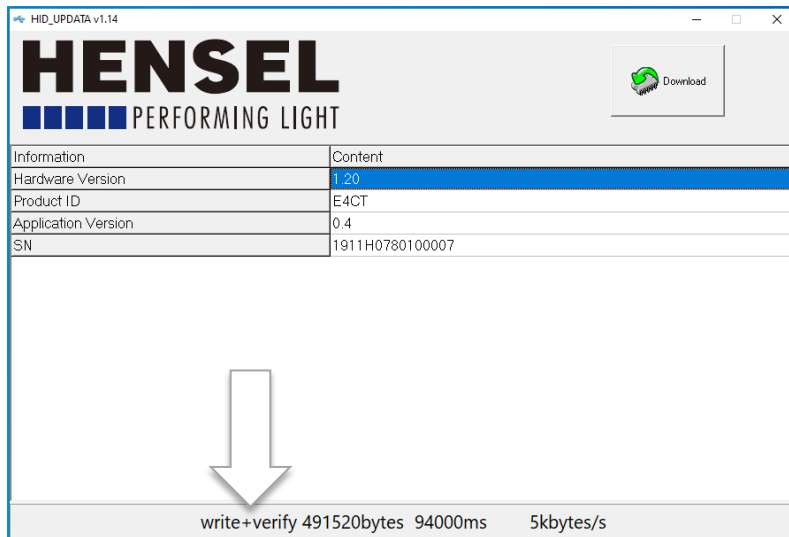 HID_UPDATA v1.14
HENSEL
PERFORMING LIGHT
Download
Information Content
Hardware Version 1.20
Product ID E4CT
Application Version 0.4
SN 1911H0780100007
write+verify 491520bytes 94000ms 5kbytes/s